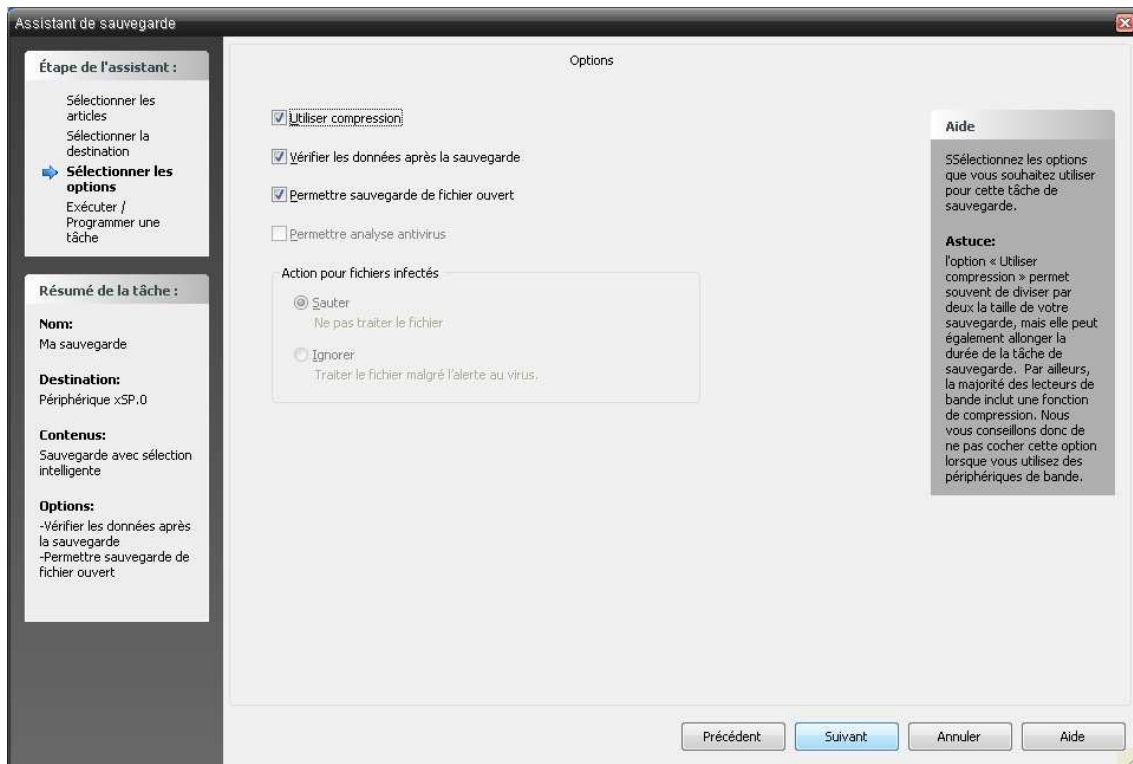 Assistant de sauvegarde
Étape de l'assistant :
Sélectionner les
articles
Sélectionner la
destination
Sélectionner les
options
Exécuter /
Programmer une
tâche
Résumé de la tâche :
Nom:
Ma sauvegarde
Destination:
Périphérique xSP.0
Contenus:
Sauvegarde avec sélection
intelligente
Options:
-Vérifier les données après
la sauvegarde
-Permettre sauvegarde de
fichier ouvert
Options
Utiliser compression
Vérifier les données après la sauvegarde
Permettre sauvegarde de fichier ouvert
Permettre analyse antivirus
Action pour fichiers infectés
Sauter
Ne pas traiter le fichier
Ignorer
Traiter le fichier malgré l'alerte au virus.
Aide
SSélectionnez les options
que vous souhaitez utiliser
pour cette tâche de
sauvegarde.
Astuce:
l'option « Utiliser
compression » permet
souvent de diviser par
deux la taille de votre
sauvegarde, mais elle peut
également allonger la
durée de la tâche de
sauvegarde. Par ailleurs,
la majorité des lecteurs de
bande inclut une fonction
de compression. Nous
vous conseillons donc de
ne pas cocher cette option
lorsque vous utilisez des
périphériques de bande.
Précédent
Suivant
Annuler
Aide